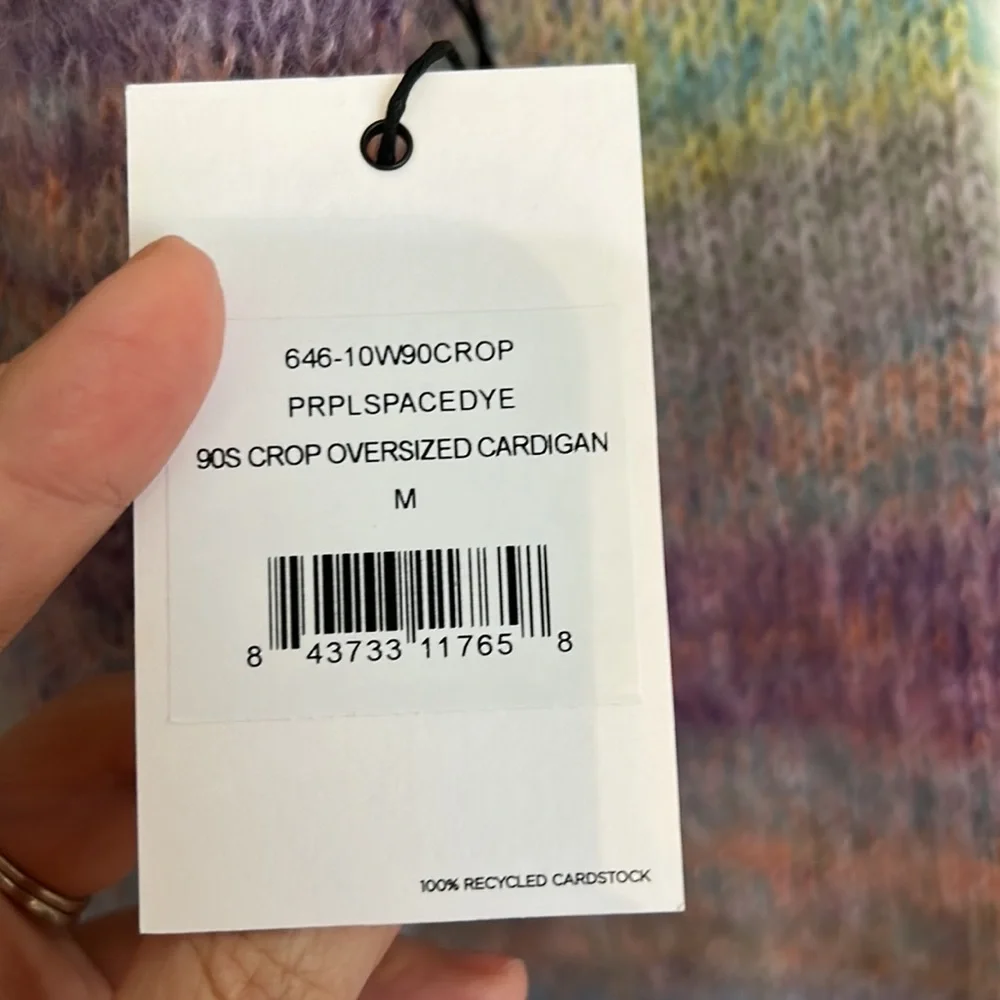 646-10W90CROP
PRPLSPACEDYE
90S CROP OVERSIZED CARDIGAN
M
8 43733 11765 8
100% RECYCLED CARDSTOCK